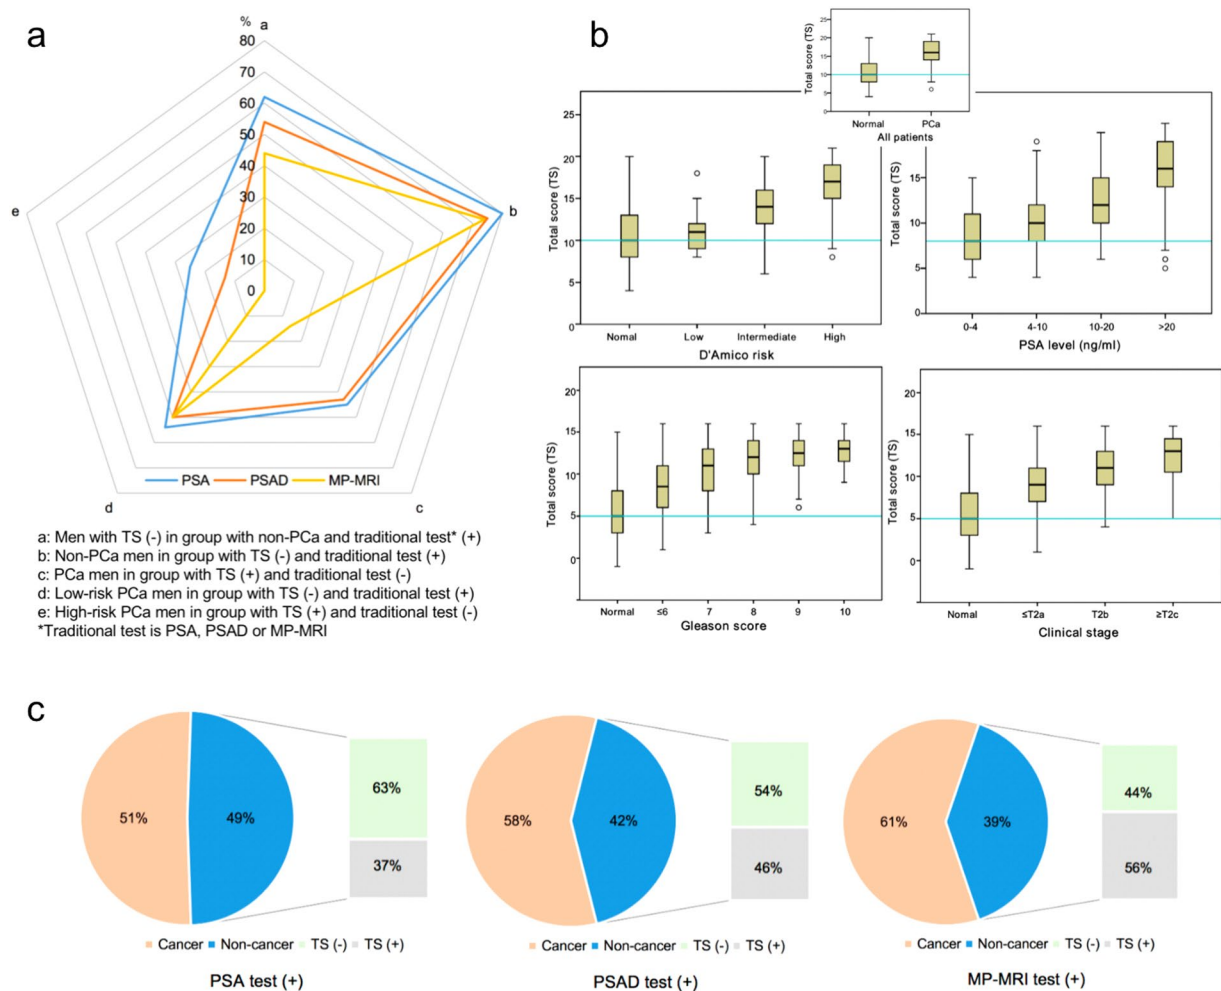 a
%
a
80
70
60
50
40
30
20
10
0
e
b
d
c
PSA
PSAD
MP-MRI
a: Men with TS (-) in group with non-PCa and traditional test* (+)
b: Non-PCa men in group with TS (-) and traditional test (+)
c: PCa men in group with TS (+) and traditional test (-)
d: Low-risk PCa men in group with TS (-) and traditional test (+)
e: High-risk PCa men in group with TS (+) and traditional test (-)
*Traditional test is PSA, PSAD or MP-MRI
b
Total score (TS)
25
20
15
10
5
0
Normal
PCa
All patients
Total score (TS)
25
20
15
10
5
0
Nomal
Low
Intermediate
High
D'Amico risk
Total score (TS)
15
10
5
0
0-4
4-10
10-20
>20
PSA level (ng/ml)
Total score (TS)
20
15
10
5
0
Normal
≤6
7
8
9
10
Gleason score
Total score (TS)
20
15
10
5
0
Nomal
≤T2a
T2b
≥T2c
Clinical stage
c
51%
49%
63%
37%
Cancer
Non-cancer
TS (-)
TS (+)
PSA test (+)
58%
42%
54%
46%
Cancer
Non-cancer
TS (-)
TS (+)
PSAD test (+)
61%
39%
44%
56%
Cancer
Non-cancer
TS (-)
TS (+)
MP-MRI test (+)